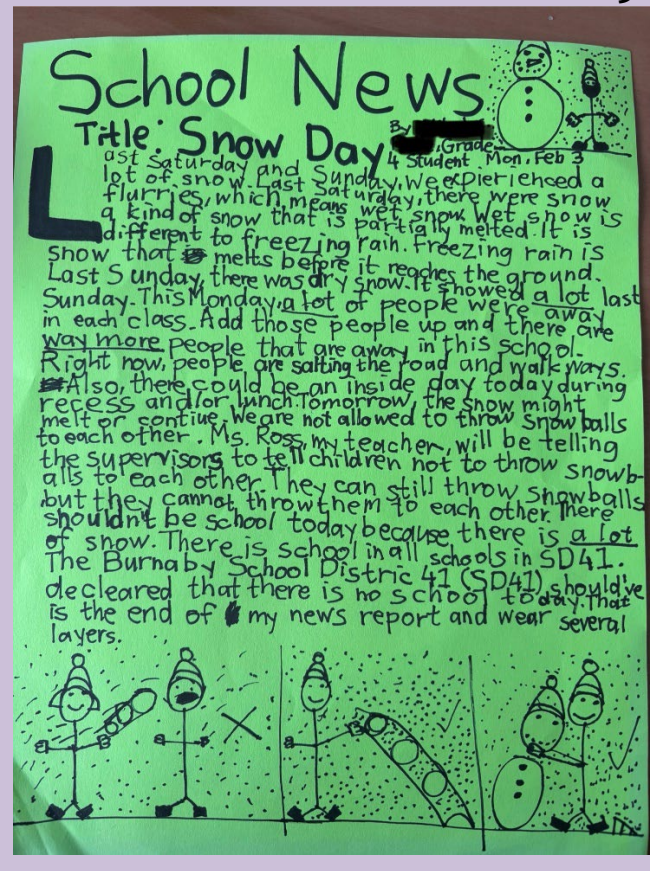 School News
Title: Snow Day
By
, Grade
4 Student Mon, Feb 3
Last Saturday and Sunday, we expierienced a
lot of snow. Last Saturday, there were snow
flurries, which means wet snow. Wet snow is
a kind of snow that is partially melted. It is
different to freezing rain. Freezing rain is
snow that melts before it reaches the ground.
Last Sunday, there was dry snow. It showed a lot last
Sunday. This Monday, a lot of people were away
in each class. Add those people up and there are
way more people that are away in this school.
Right now, people are salting the road and walkways.
Also, there could be an inside day today during
recess and/or lunch. Tomorrow, the snow might
melt or contiue. We are not allowed to throw snowballs
to each other. Ms. Ross, my teacher, will be telling
the supervisors to tell children not to throw snowb-
alls to each other. They can still throw snowballs
but they cannot throw them to each other. There
shouldn't be school today because there is a lot
of snow. There is school in all schools in SD41.
The Burnaby School Distric 41 (SD41) should've
decleared that there is no school today. That
is the end of my news report and wear several
layers.